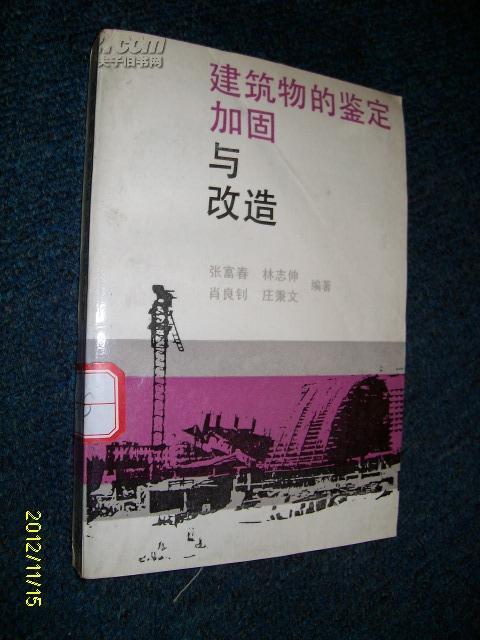 .com
夫子旧书网
建筑物的鉴定
加固
与
改造
张富春 林志伸
肖良钊 庄秉文
编著
2012/11/15